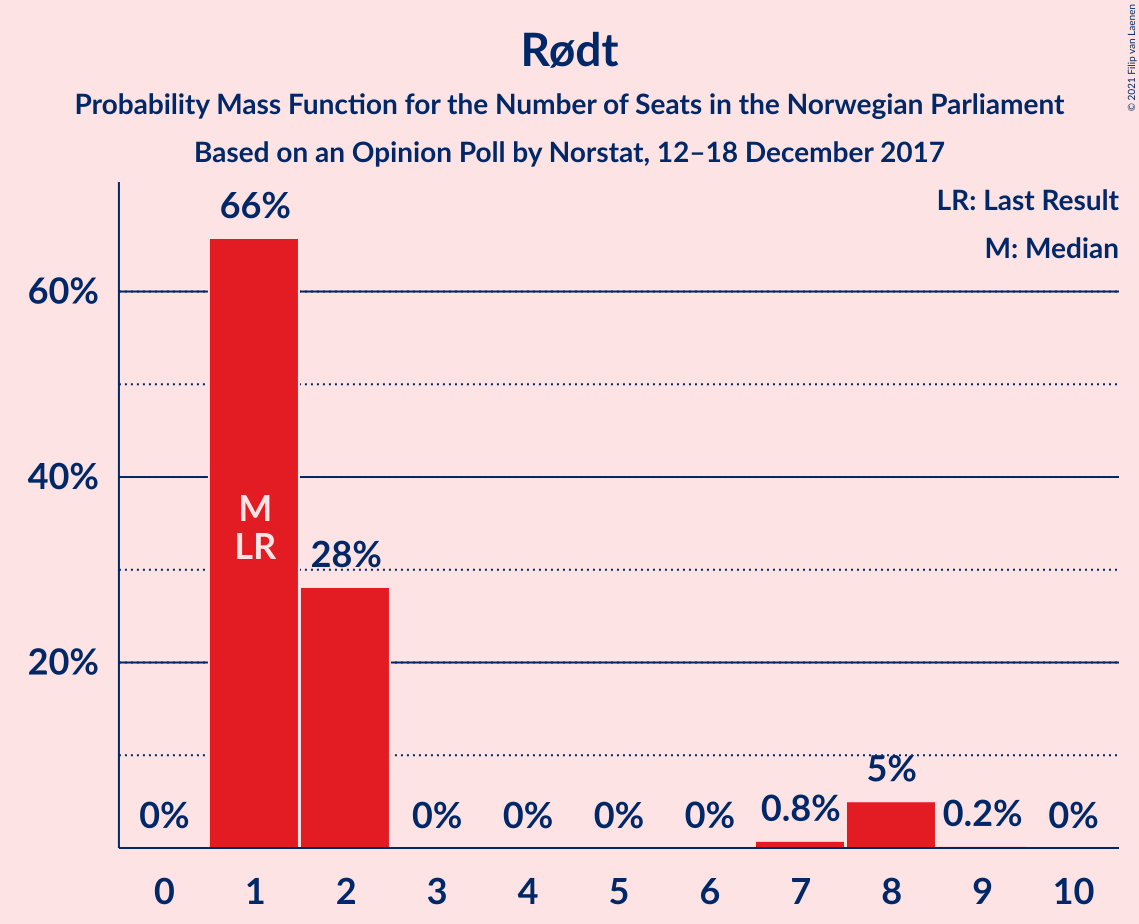 Rødt
Probability Mass Function for the Number of Seats in the Norwegian Parliament
Based on an Opinion Poll by Norstat, 12–18 December 2017
© 2021 Filip van Laenen
LR: Last Result
M: Median
60%
40%
20%
66%
M
LR
28%
0%
0%
0%
0%
0%
0.8%
5%
0.2%
0%
0 1 2 3 4 5 6 7 8 9 10